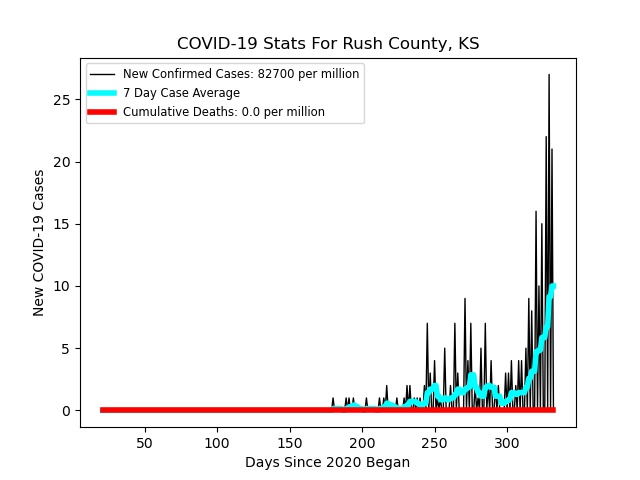 COVID-19 Stats For Rush County, KS
New Confirmed Cases: 82700 per million
7 Day Case Average
Cumulative Deaths: 0.0 per million
25
20
15
10
5
0
New COVID-19 Cases
50 100 150 200 250 300
Days Since 2020 Began